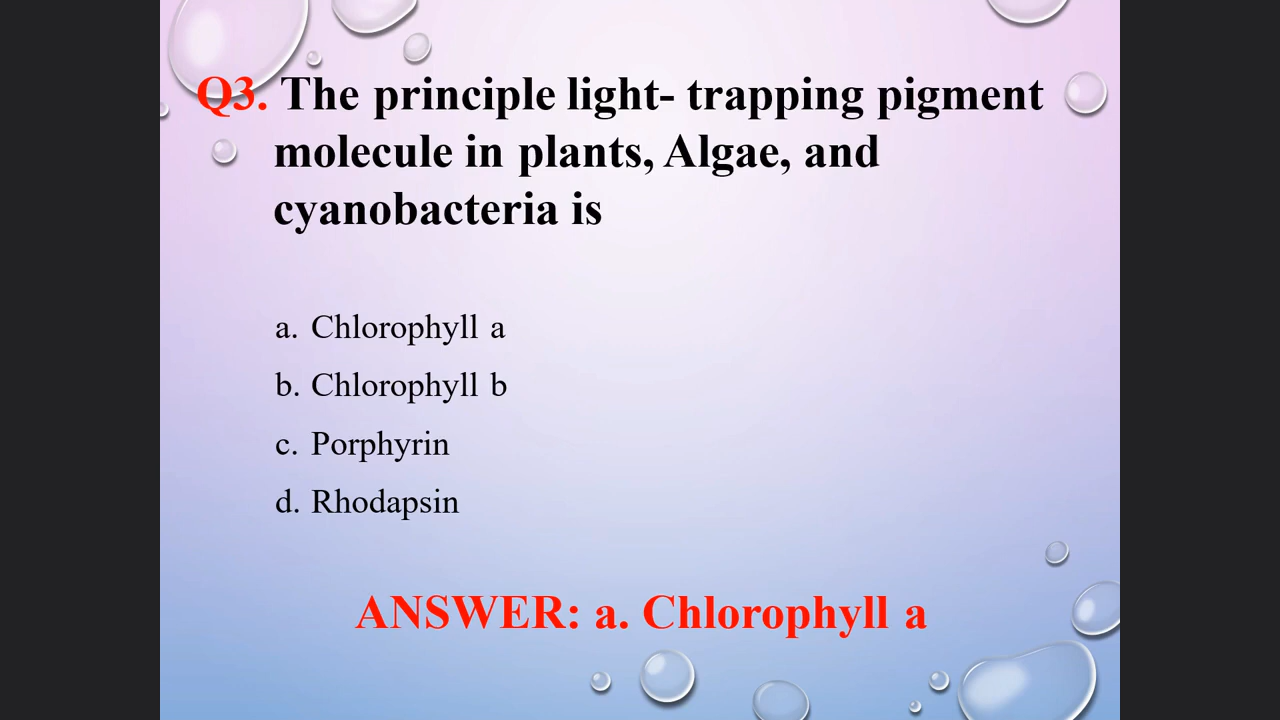 Q3. The principle light- trapping pigment
molecule in plants, Algae, and
cyanobacteria is
a. Chlorophyll a
b. Chlorophyll b
c. Porphyrin
d. Rhodapsin
ANSWER: a. Chlorophyll a